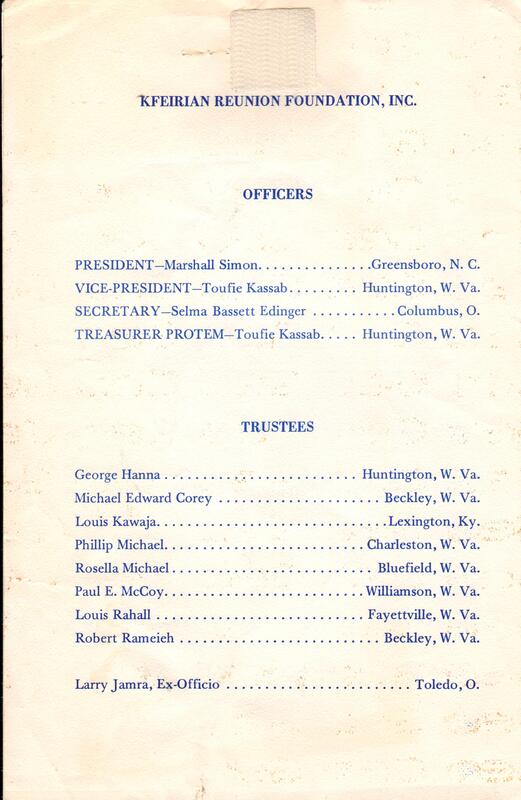 KFEIRIAN REUNION FOUNDATION, INC.
OFFICERS
PRESIDENT—Marshall Simon...............Greensboro, N. C.
VICE-PRESIDENT—Toufie Kassab......... Huntington, W. Va.
SECRETARY—Selma Bassett Edinger ...........Columbus, O.
TREASURER PROTEM—Toufie Kassab..... Huntington, W. Va.
TRUSTEES
George Hanna .......................... Huntington, W. Va.
Michael Edward Corey ..................... Beckley, W. Va.
Louis Kawaja..............................Lexington, Ky.
Phillip Michael..........................Charleston, W. Va.
Rosella Michael.......................... Bluefield, W. Va.
Paul E. McCoy..........................Williamson, W. Va.
Louis Rahall ........................... Fayettville, W. Va.
Robert Rameieh .......................... Beckley, W. Va.
Larry Jamra, Ex-Officio ........................ Toledo, O.